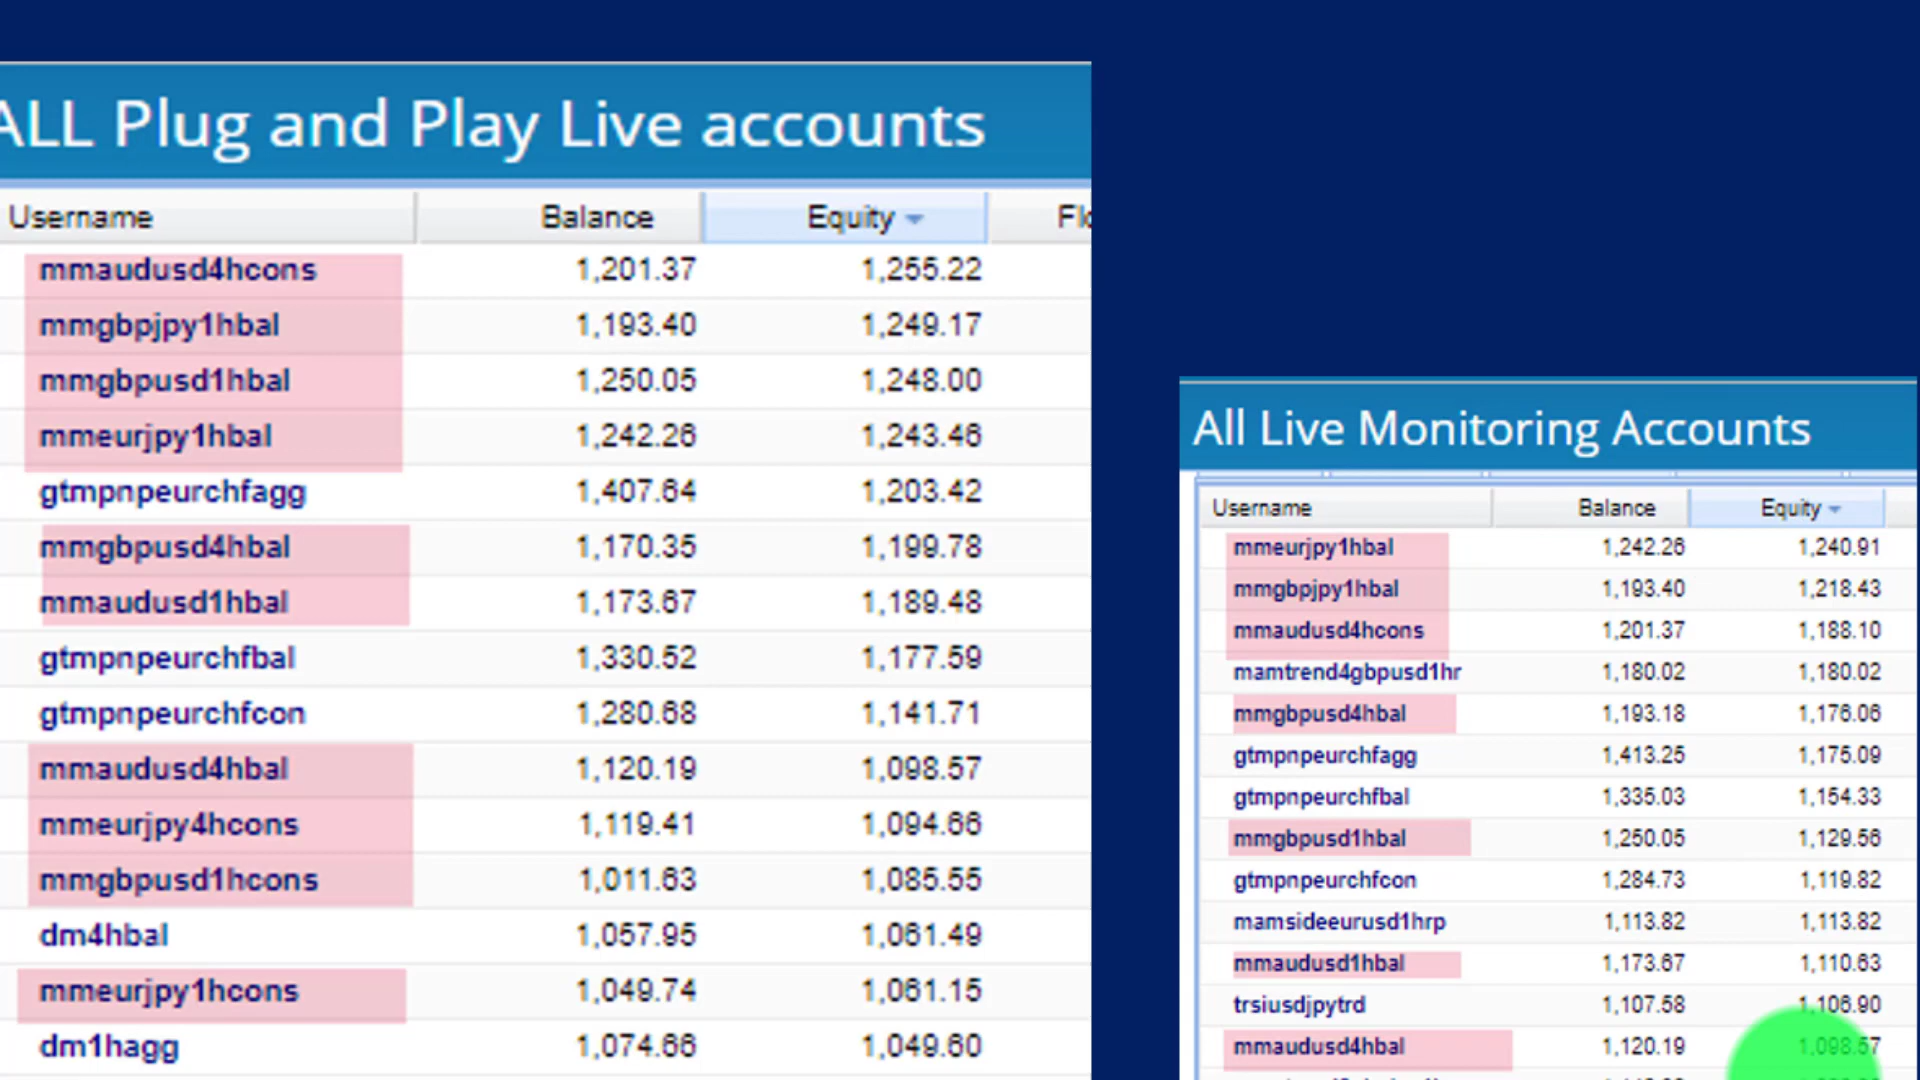 ALL Plug and Play Live accounts
Username Balance Equity Flo
mmaudusd4hcons 1,201.37 1,255.22
mmgbpjpy1hbal 1,193.40 1,249.17
mmgbpusd1hbal 1,250.05 1,248.00
mmeurjpy1hbal 1,242.26 1,243.46
gtmpnpeurchfagg 1,407.64 1,203.42
mmgbpusd4hbal 1,170.35 1,199.78
mmaudusd1hbal 1,173.67 1,189.48
gtmpnpeurchfbal 1,330.52 1,177.59
gtmpnpeurchfcon 1,280.68 1,141.71
mmaudusd4hbal 1,120.19 1,098.57
mmeurjpy4hcons 1,119.41 1,094.66
mmgbpusd1hcons 1,011.63 1,085.55
dm4hbal 1,057.95 1,061.49
mmeurjpy1hcons 1,049.74 1,061.15
dm1hagg 1,074.66 1,049.60
All Live Monitoring Accounts
Username Balance Equity
mmeurjpy1hbal 1,242.26 1,240.91
mmgbpjpy1hbal 1,193.40 1,218.43
mmaudusd4hcons 1,201.37 1,188.10
mamtrend4gbpusd1hr 1,180.02 1,180.02
mmgbpusd4hbal 1,193.18 1,176.06
gtmpnpeurchfagg 1,413.25 1,175.09
gtmpnpeurchfbal 1,335.03 1,154.33
mmgbpusd1hbal 1,250.05 1,129.56
gtmpnpeurchfcon 1,284.73 1,119.82
mamsideeurusd1hrp 1,113.82 1,113.82
mmaudusd1hbal 1,173.67 1,110.63
trsiusdjpytrd 1,107.58 1,106.90
mmaudusd4hbal 1,120.19 1,098.57